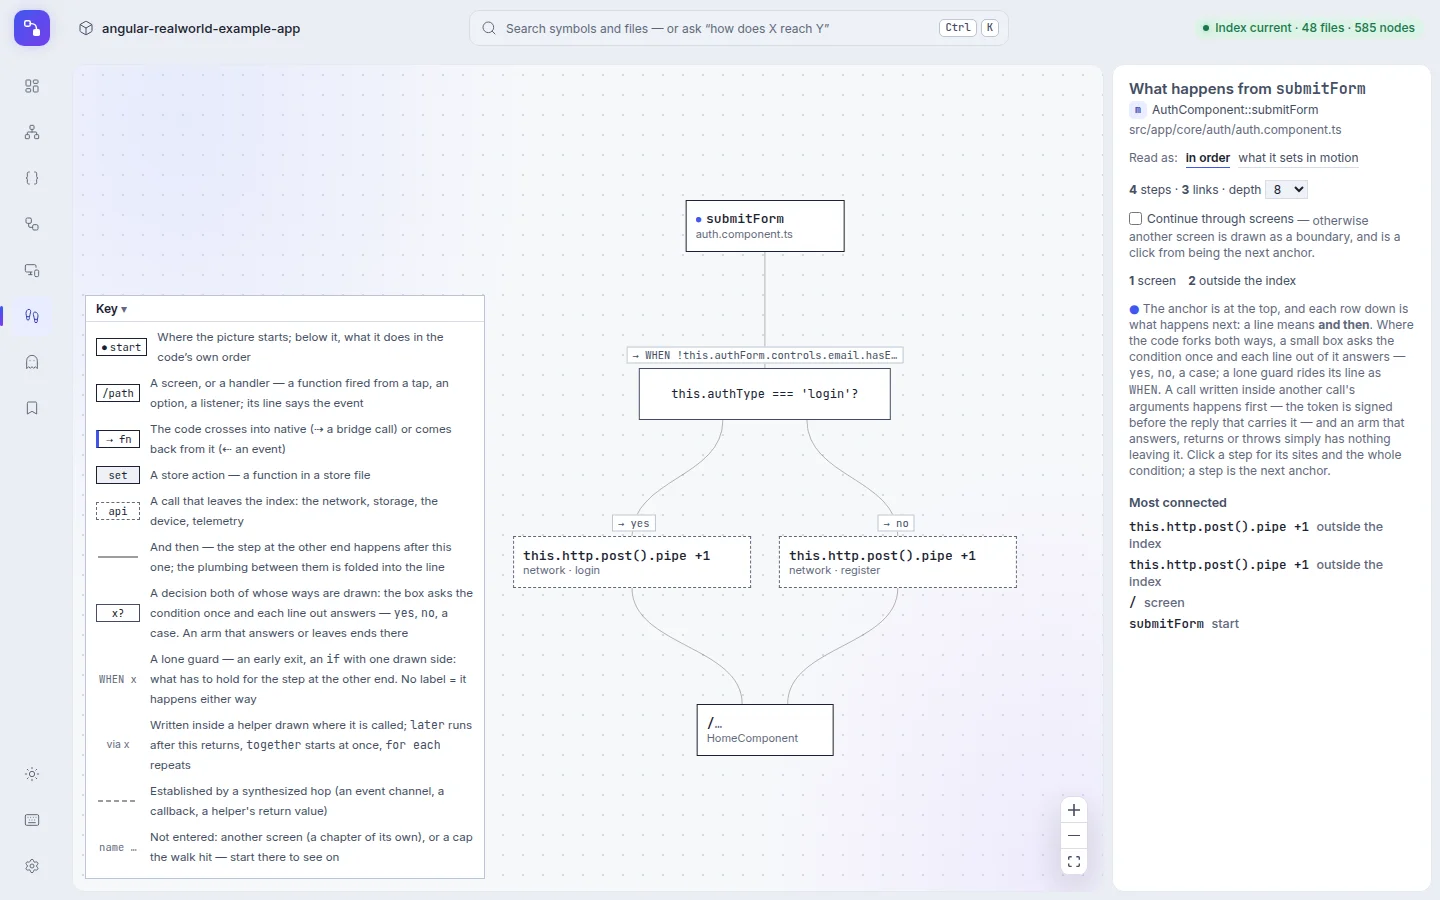 angular-realworld-example-app
Search symbols and files — or ask “how does X reach Y”
Ctrl K
Index current · 48 files · 585 nodes
submitForm
auth.component.ts
→ WHEN !this.authForm.controls.email.hasE…
this.authType === 'login'?
→ yes
→ no
this.http.post().pipe +1
network · login
this.http.post().pipe +1
network · register
/…
HomeComponent
Key ▾
start
Where the picture starts; below it, what it does in the
code’s own order
/path
A screen, or a handler — a function fired from a tap, an
option, a listener; its line says the event
→ fn
The code crosses into native (⇢ a bridge call) or comes
back from it (⇠ an event)
set
A store action — a function in a store file
api
A call that leaves the index: the network, storage, the
device, telemetry
And then — the step at the other end happens after this
one; the plumbing between them is folded into the line
x?
A decision both of whose ways are drawn: the box asks the
condition once and each line out answers — yes, no, a
case. An arm that answers or leaves ends there
WHEN x
A lone guard — an early exit, an if with one drawn side:
what has to hold for the step at the other end. No label = it
happens either way
via x
Written inside a helper drawn where it is called; later runs
after this returns, together starts at once, for each
repeats
Established by a synthesized hop (an event channel, a
callback, a helper's return value)
name …
Not entered: another screen (a chapter of its own), or a cap
the walk hit — start there to see on
What happens from submitForm
m AuthComponent::submitForm
src/app/core/auth/auth.component.ts
Read as: in order what it sets in motion
4 steps · 3 links · depth 8
Continue through screens — otherwise
another screen is drawn as a boundary, and is a
click from being the next anchor.
1 screen 2 outside the index
The anchor is at the top, and each row down is
what happens next: a line means and then. Where
the code forks both ways, a small box asks the
condition once and each line out of it answers —
yes, no, a case; a lone guard rides its line as
WHEN. A call written inside another call's
arguments happens first — the token is signed
before the reply that carries it — and an arm that
answers, returns or throws simply has nothing
leaving it. Click a step for its sites and the whole
condition; a step is the next anchor.
Most connected
this.http.post().pipe +1 outside the
index
this.http.post().pipe +1 outside the
index
/ screen
submitForm start